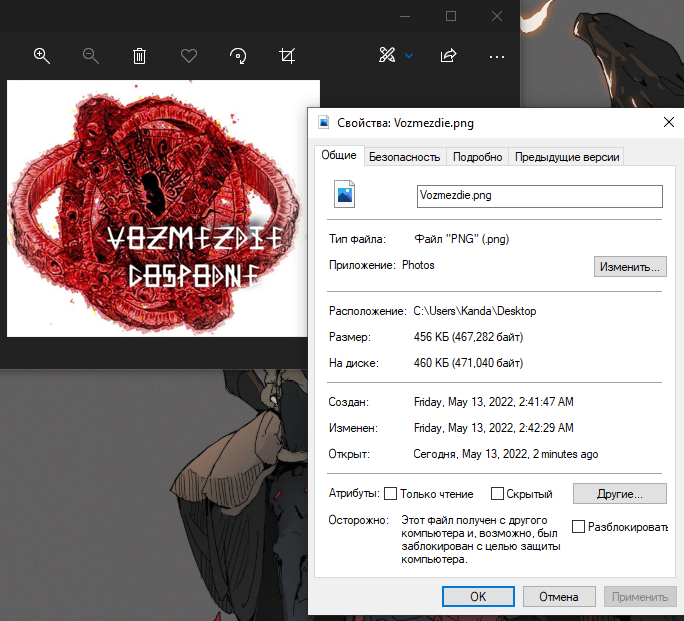 VOZMEZDIE
GOSPODNE
Свойства: Vozmezdie.png
Общие
Безопасность
Подробно
Предыдущие версии
Vozmezdie.png
Тип файла: Файл "PNG" (.png)
Приложение: Photos
Изменить...
Расположение: C:\Users\Kanda\Desktop
Размер: 456 КБ (467,282 байт)
На диске: 460 КБ (471,040 байт)
Создан: Friday, May 13, 2022, 2:41:47 AM
Изменен: Friday, May 13, 2022, 2:42:29 AM
Открыт: Сегодня, May 13, 2022, 2 minutes ago
Атрибуты: Только чтение Скрытый Другие...
Осторожно: Этот файл получен с другого
компьютера и, возможно, был
заблокирован с целью защиты
компьютера.
Разблокировать
OK Отмена Применить